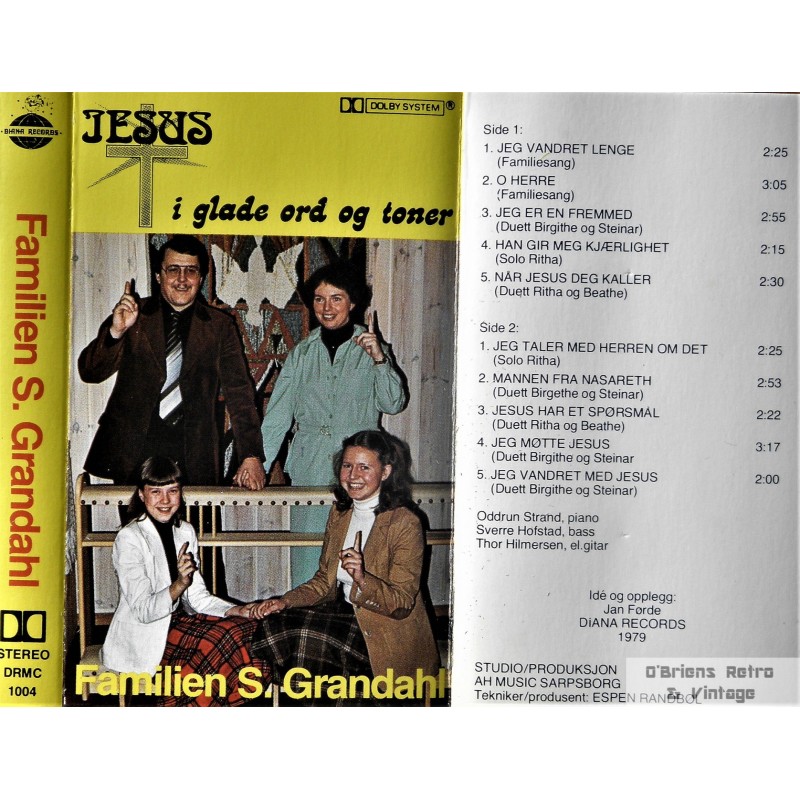 DIANA RECORDS
Familien S. Grandahl
STEREO
DRMC
1004
JESUS
DOLBY SYSTEM ®
i glade ord og toner
Familien S. Grandahl
Side 1:
1. JEG VANDRET LENGE 2:25
(Familiesang)
2. O HERRE 3:05
(Familiesang)
3. JEG ER EN FREMMED 2:55
(Duett Birgithe og Steinar)
4. HAN GIR MEG KJÆRLIGHET 2:15
(Solo Ritha)
5. NÅR JESUS DEG KALLER 2:30
(Duett Ritha og Beathe)
Side 2:
1. JEG TALER MED HERREN OM DET 2:25
(Solo Ritha)
2. MANNEN FRA NASARETH 2:53
(Duett Birgethe og Steinar)
3. JESUS HAR ET SPØRSMÅL 2:22
(Duett Ritha og Beathe)
4. JEG MØTTE JESUS 3:17
(Duett Birgithe og Steinar
5. JEG VANDRET MED JESUS 2:00
(Duett Birgithe og Steinar)
Oddrun Strand, piano
Sverre Hofstad, bass
Thor Hilmersen, el.gitar
Idé og opplegg:
Jan Førde
DiANA RECORDS
1979
STUDIO/PRODUKSJON
AH MUSIC SARPSBORG
Tekniker/produsent: ESPEN RANDBØL
O'Briens Retro
& Vintage